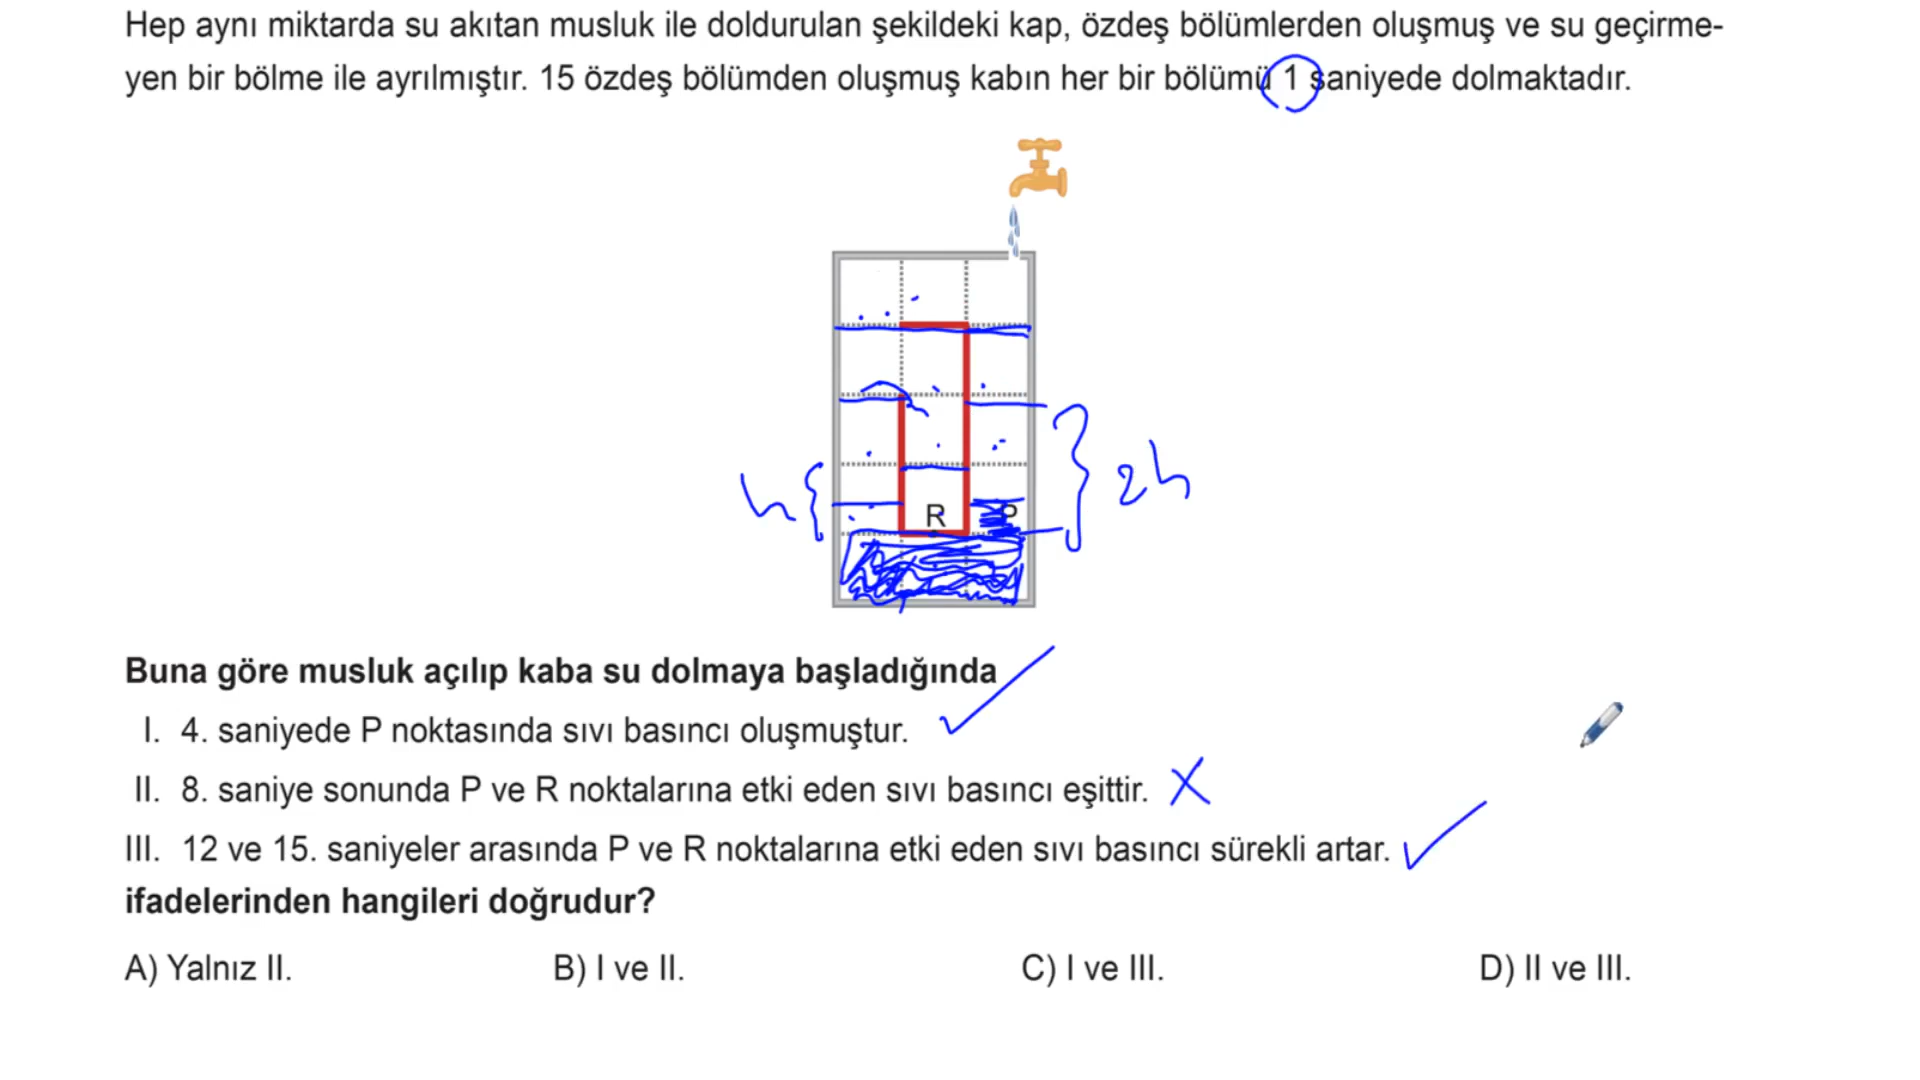 Hep aynı miktarda su akıtan musluk ile doldurulan şekildeki kap, özdeş bölümlerden oluşmuş ve su geçirme-
yen bir bölme ile ayrılmıştır. 15 özdeş bölümden oluşmuş kabın her bir bölümü 1 saniyede dolmaktadır.
h
2h
R
P
Buna göre musluk açılıp kaba su dolmaya başladığında
I. 4. saniyede P noktasında sıvı basıncı oluşmuştur.
II. 8. saniye sonunda P ve R noktalarına etki eden sıvı basıncı eşittir.
III. 12 ve 15. saniyeler arasında P ve R noktalarına etki eden sıvı basıncı sürekli artar.
ifadelerinden hangileri doğrudur?
A) Yalnız II.
B) I ve II.
C) I ve III.
D) II ve III.